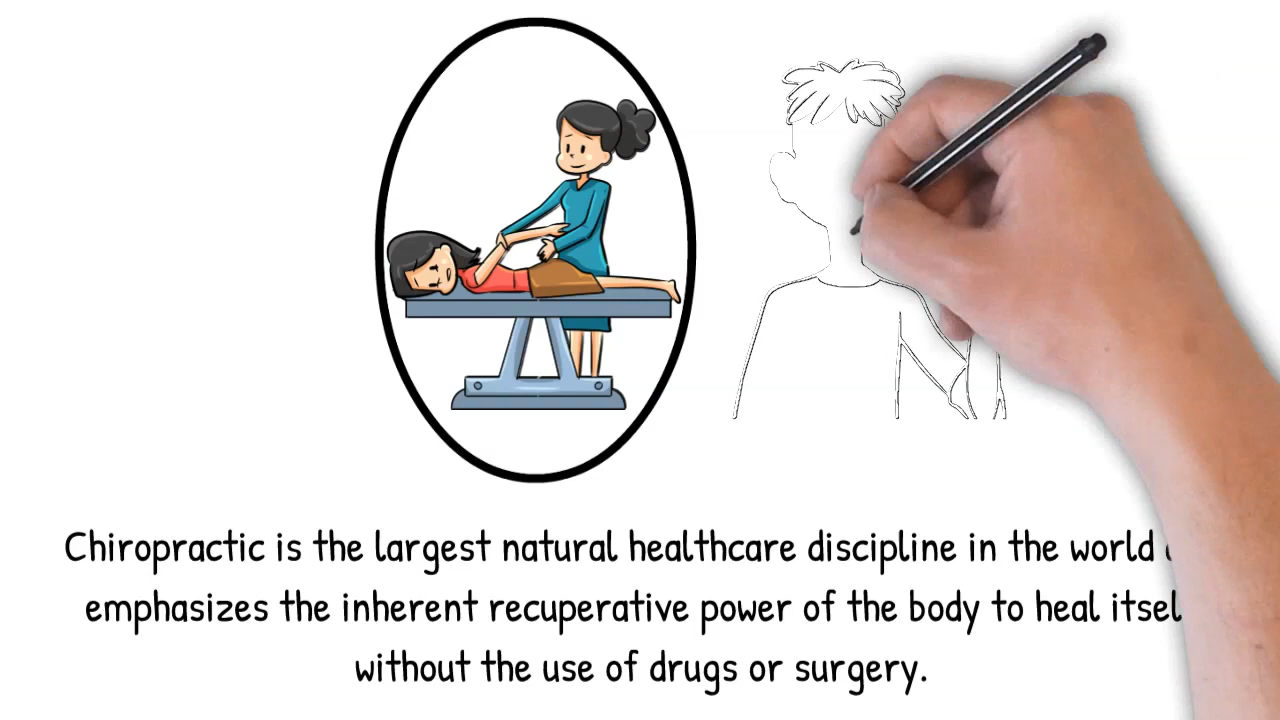 Chiropractic is the largest natural healthcare discipline in the world
emphasizes the inherent recuperative power of the body to heal
without the use of drugs or surgery.